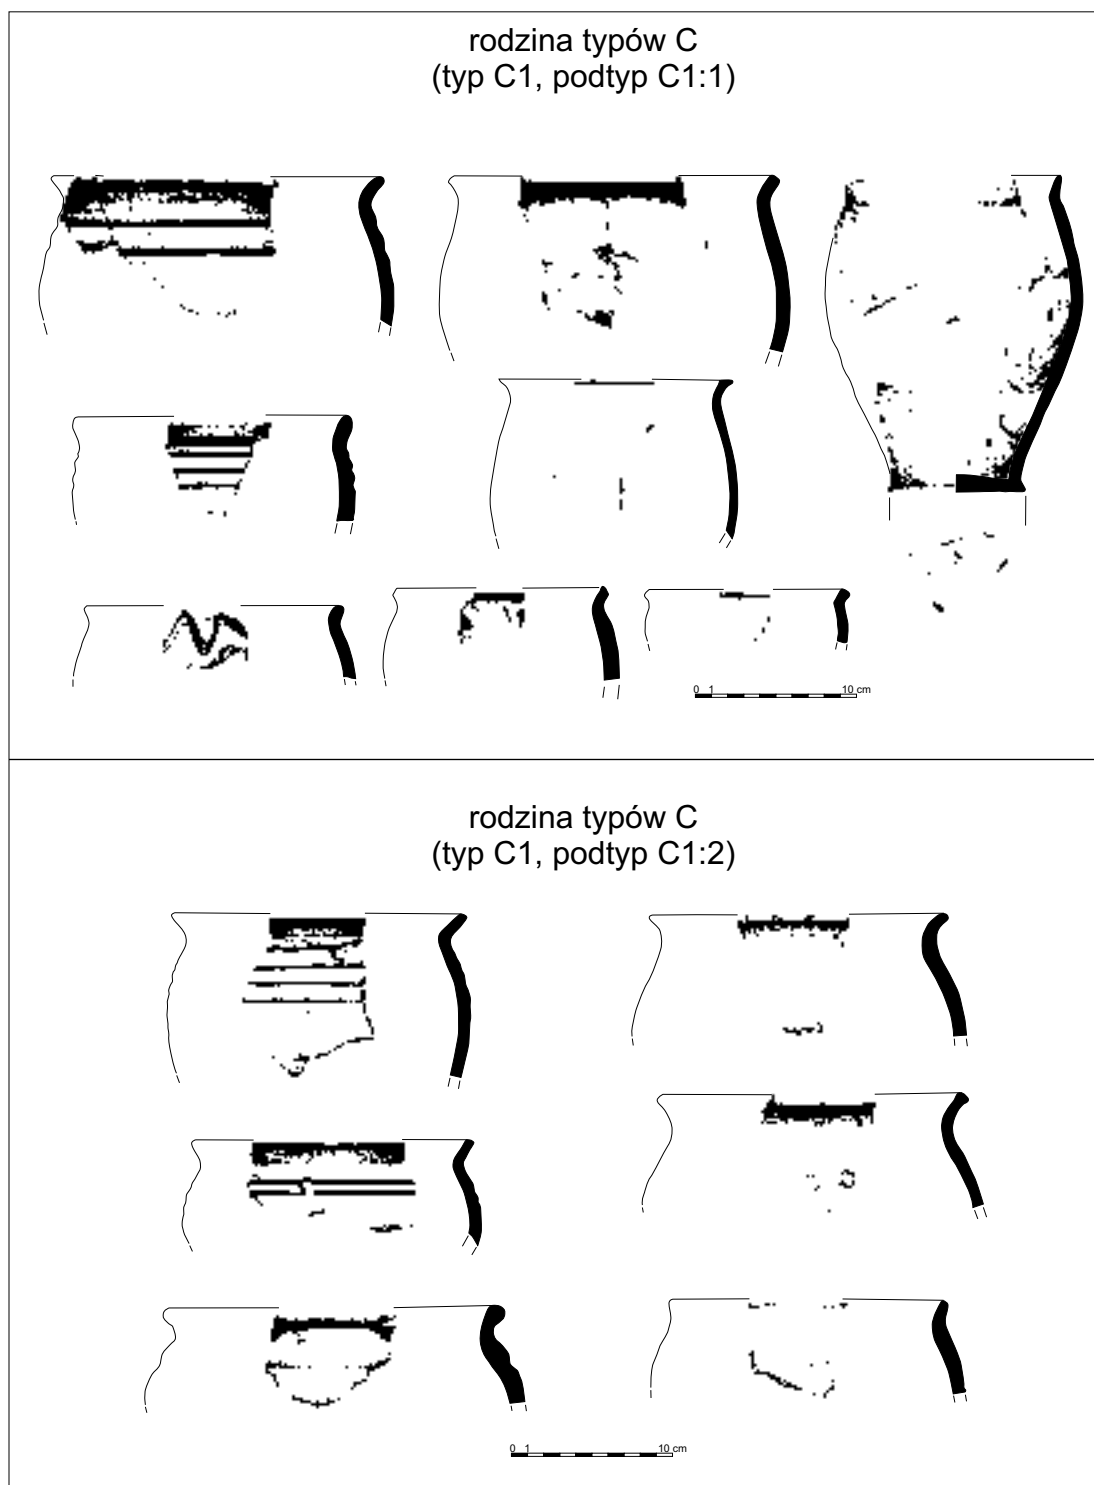 rodzina typów C
(typ C1, podtyp C1:1)
0 1 10 cm
rodzina typów C
(typ C1, podtyp C1:2)
0 1 10 cm